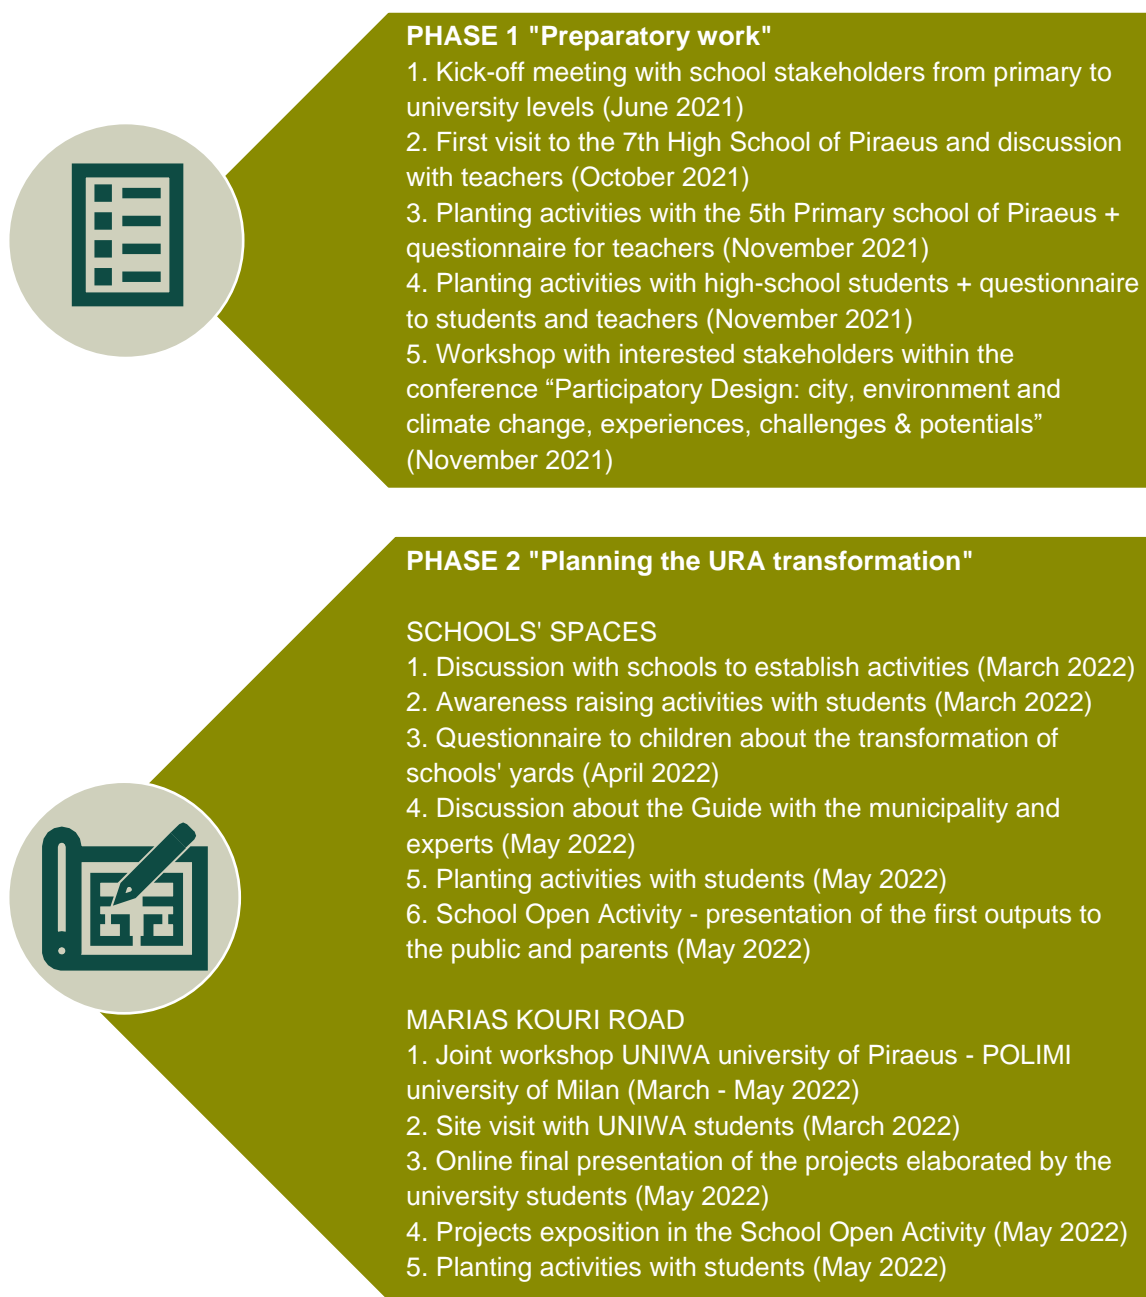 PHASE 1 "Preparatory work"
1. Kick-off meeting with school stakeholders from primary to
university levels (June 2021)
2. First visit to the 7th High School of Piraeus and discussion
with teachers (October 2021)
3. Planting activities with the 5th Primary school of Piraeus +
questionnaire for teachers (November 2021)
4. Planting activities with high-school students + questionnaire
to students and teachers (November 2021)
5. Workshop with interested stakeholders within the
conference “Participatory Design: city, environment and
climate change, experiences, challenges & potentials”
(November 2021)
PHASE 2 "Planning the URA transformation"
SCHOOLS' SPACES
1. Discussion with schools to establish activities (March 2022)
2. Awareness raising activities with students (March 2022)
3. Questionnaire to children about the transformation of
schools' yards (April 2022)
4. Discussion about the Guide with the municipality and
experts (May 2022)
5. Planting activities with students (May 2022)
6. School Open Activity - presentation of the first outputs to
the public and parents (May 2022)
MARIAS KOURI ROAD
1. Joint workshop UNIWA university of Piraeus - POLIMI
university of Milan (March - May 2022)
2. Site visit with UNIWA students (March 2022)
3. Online final presentation of the projects elaborated by the
university students (May 2022)
4. Projects exposition in the School Open Activity (May 2022)
5. Planting activities with students (May 2022)